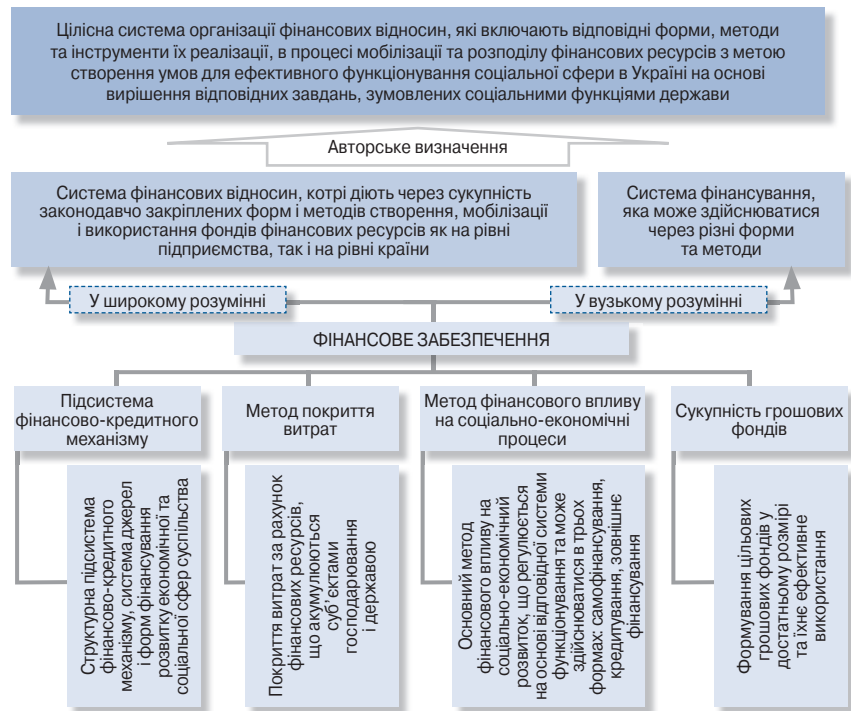 Цілісна система організації фінансових відносин, які включають відповідні форми, методи
та інструменти їх реалізації, в процесі мобілізації та розподілу фінансових ресурсів з метою
створення умов для ефективного функціонування соціальної сфери в Україні на основі
вирішення відповідних завдань, зумовлених соціальними функціями держави
Авторське визначення
Система фінансових відносин, котрі діють через сукупність
законодавчо закріплених форм і методів створення, мобілізації
і використання фондів фінансових ресурсів як на рівні
підприємства, так і на рівні країни
Система фінансування,
яка може здійснюватися
через різні форми
та методи
У широкому розумінні
У вузькому розумінні
ФІНАНСОВЕ ЗАБЕЗПЕЧЕННЯ
Підсистема
фінансово-кредитного
механізму
Метод покриття
витрат
Метод фінансового впливу
на соціально-економічні
процеси
Сукупність грошових
фондів
Структурна підсистема
фінансово-кредитного
механізму, система джерел
і форм фінансування
розвитку економічної та
соціальної сфер суспільства
Покриття витрат за рахунок
фінансових ресурсів,
що акумулюються
суб’єктами
господарювання
і державою
Основний метод
фінансового впливу на
соціально-економічний
розвиток, що регулюється
на основі відповідної системи
функціонування та може
здійснюватися в трьох
формах: самофінансування,
кредитування, зовнішнє
фінансування
Формування цільових
грошових фондів у
достатньому розмірі
та їхнє ефективне
використання